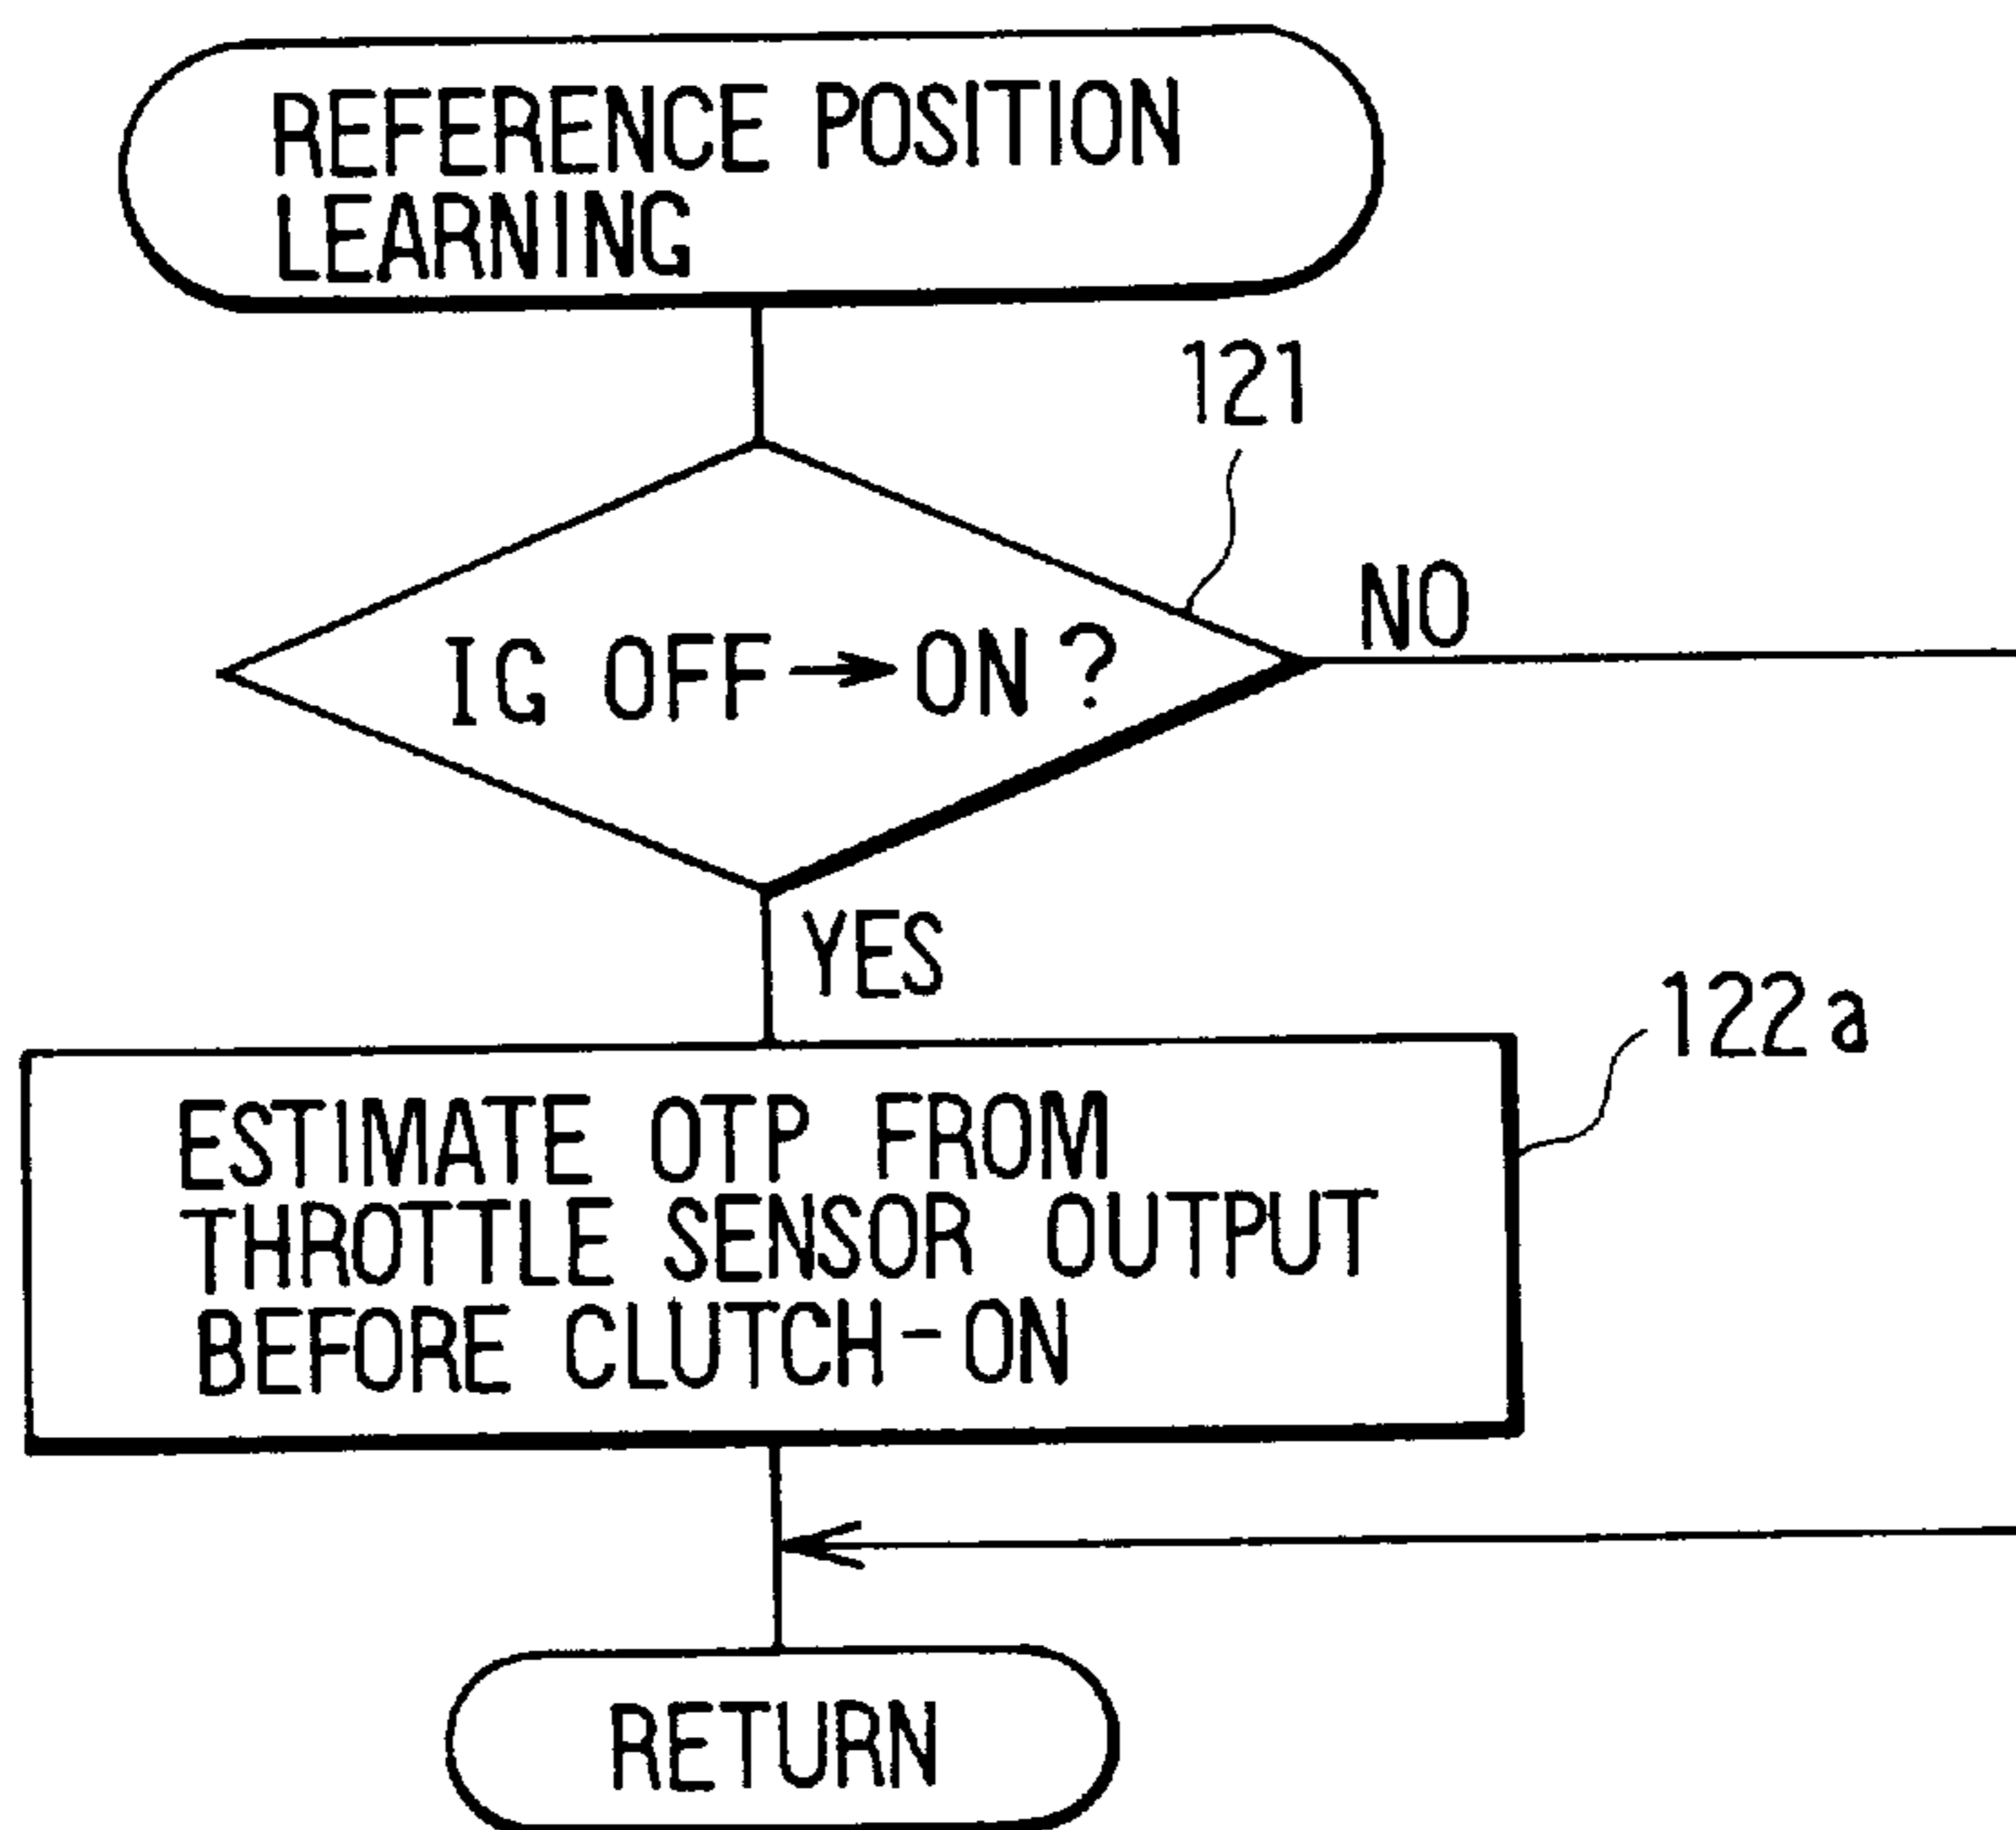 REFERENCE POSITION
LEARNING
121
IG OFF→ON?
NO
YES
122a
ESTIMATE OTP FROM
THROTTLE SENSOR OUTPUT
BEFORE CLUTCH-ON
RETURN